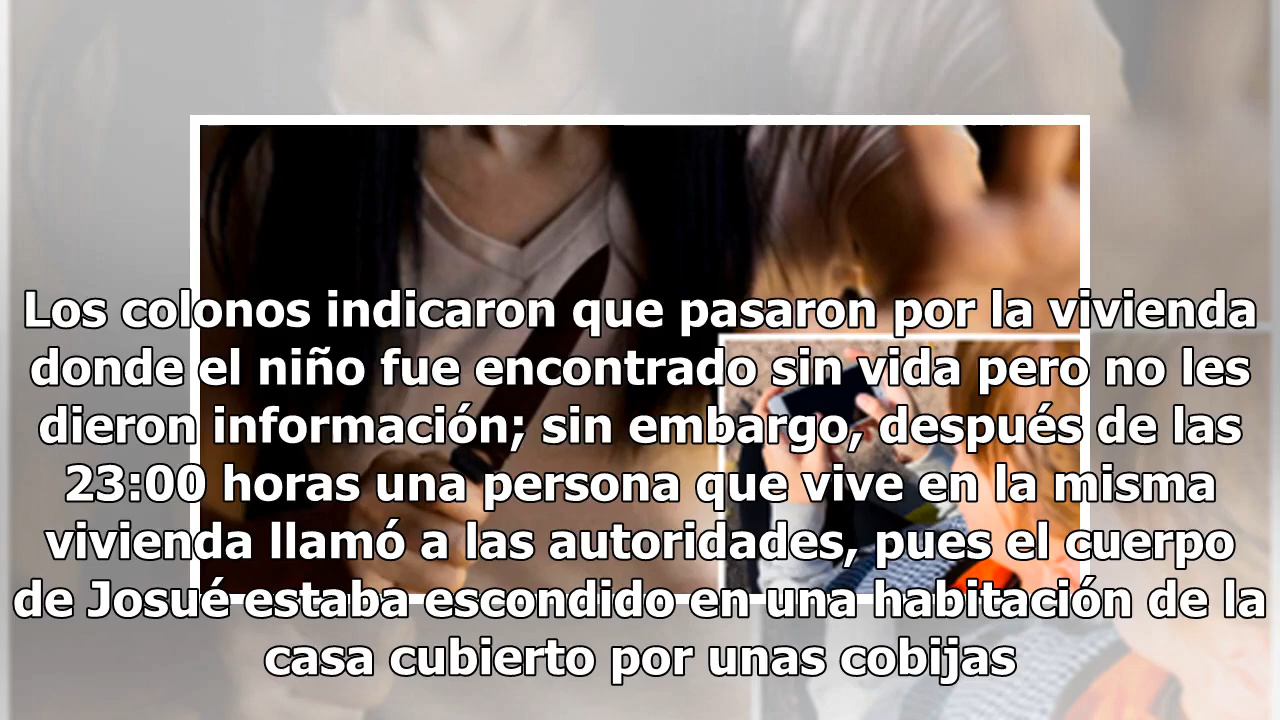 Los colonos indicaron que pasaron por la vivienda
donde el niño fue encontrado sin vida pero no les
dieron información; sin embargo, después de las
23:00 horas una persona que vive en la misma
vivienda llamó a las autoridades, pues el cuerpo
de Josué estaba escondido en una habitación de la
casa cubierto por unas cobijas